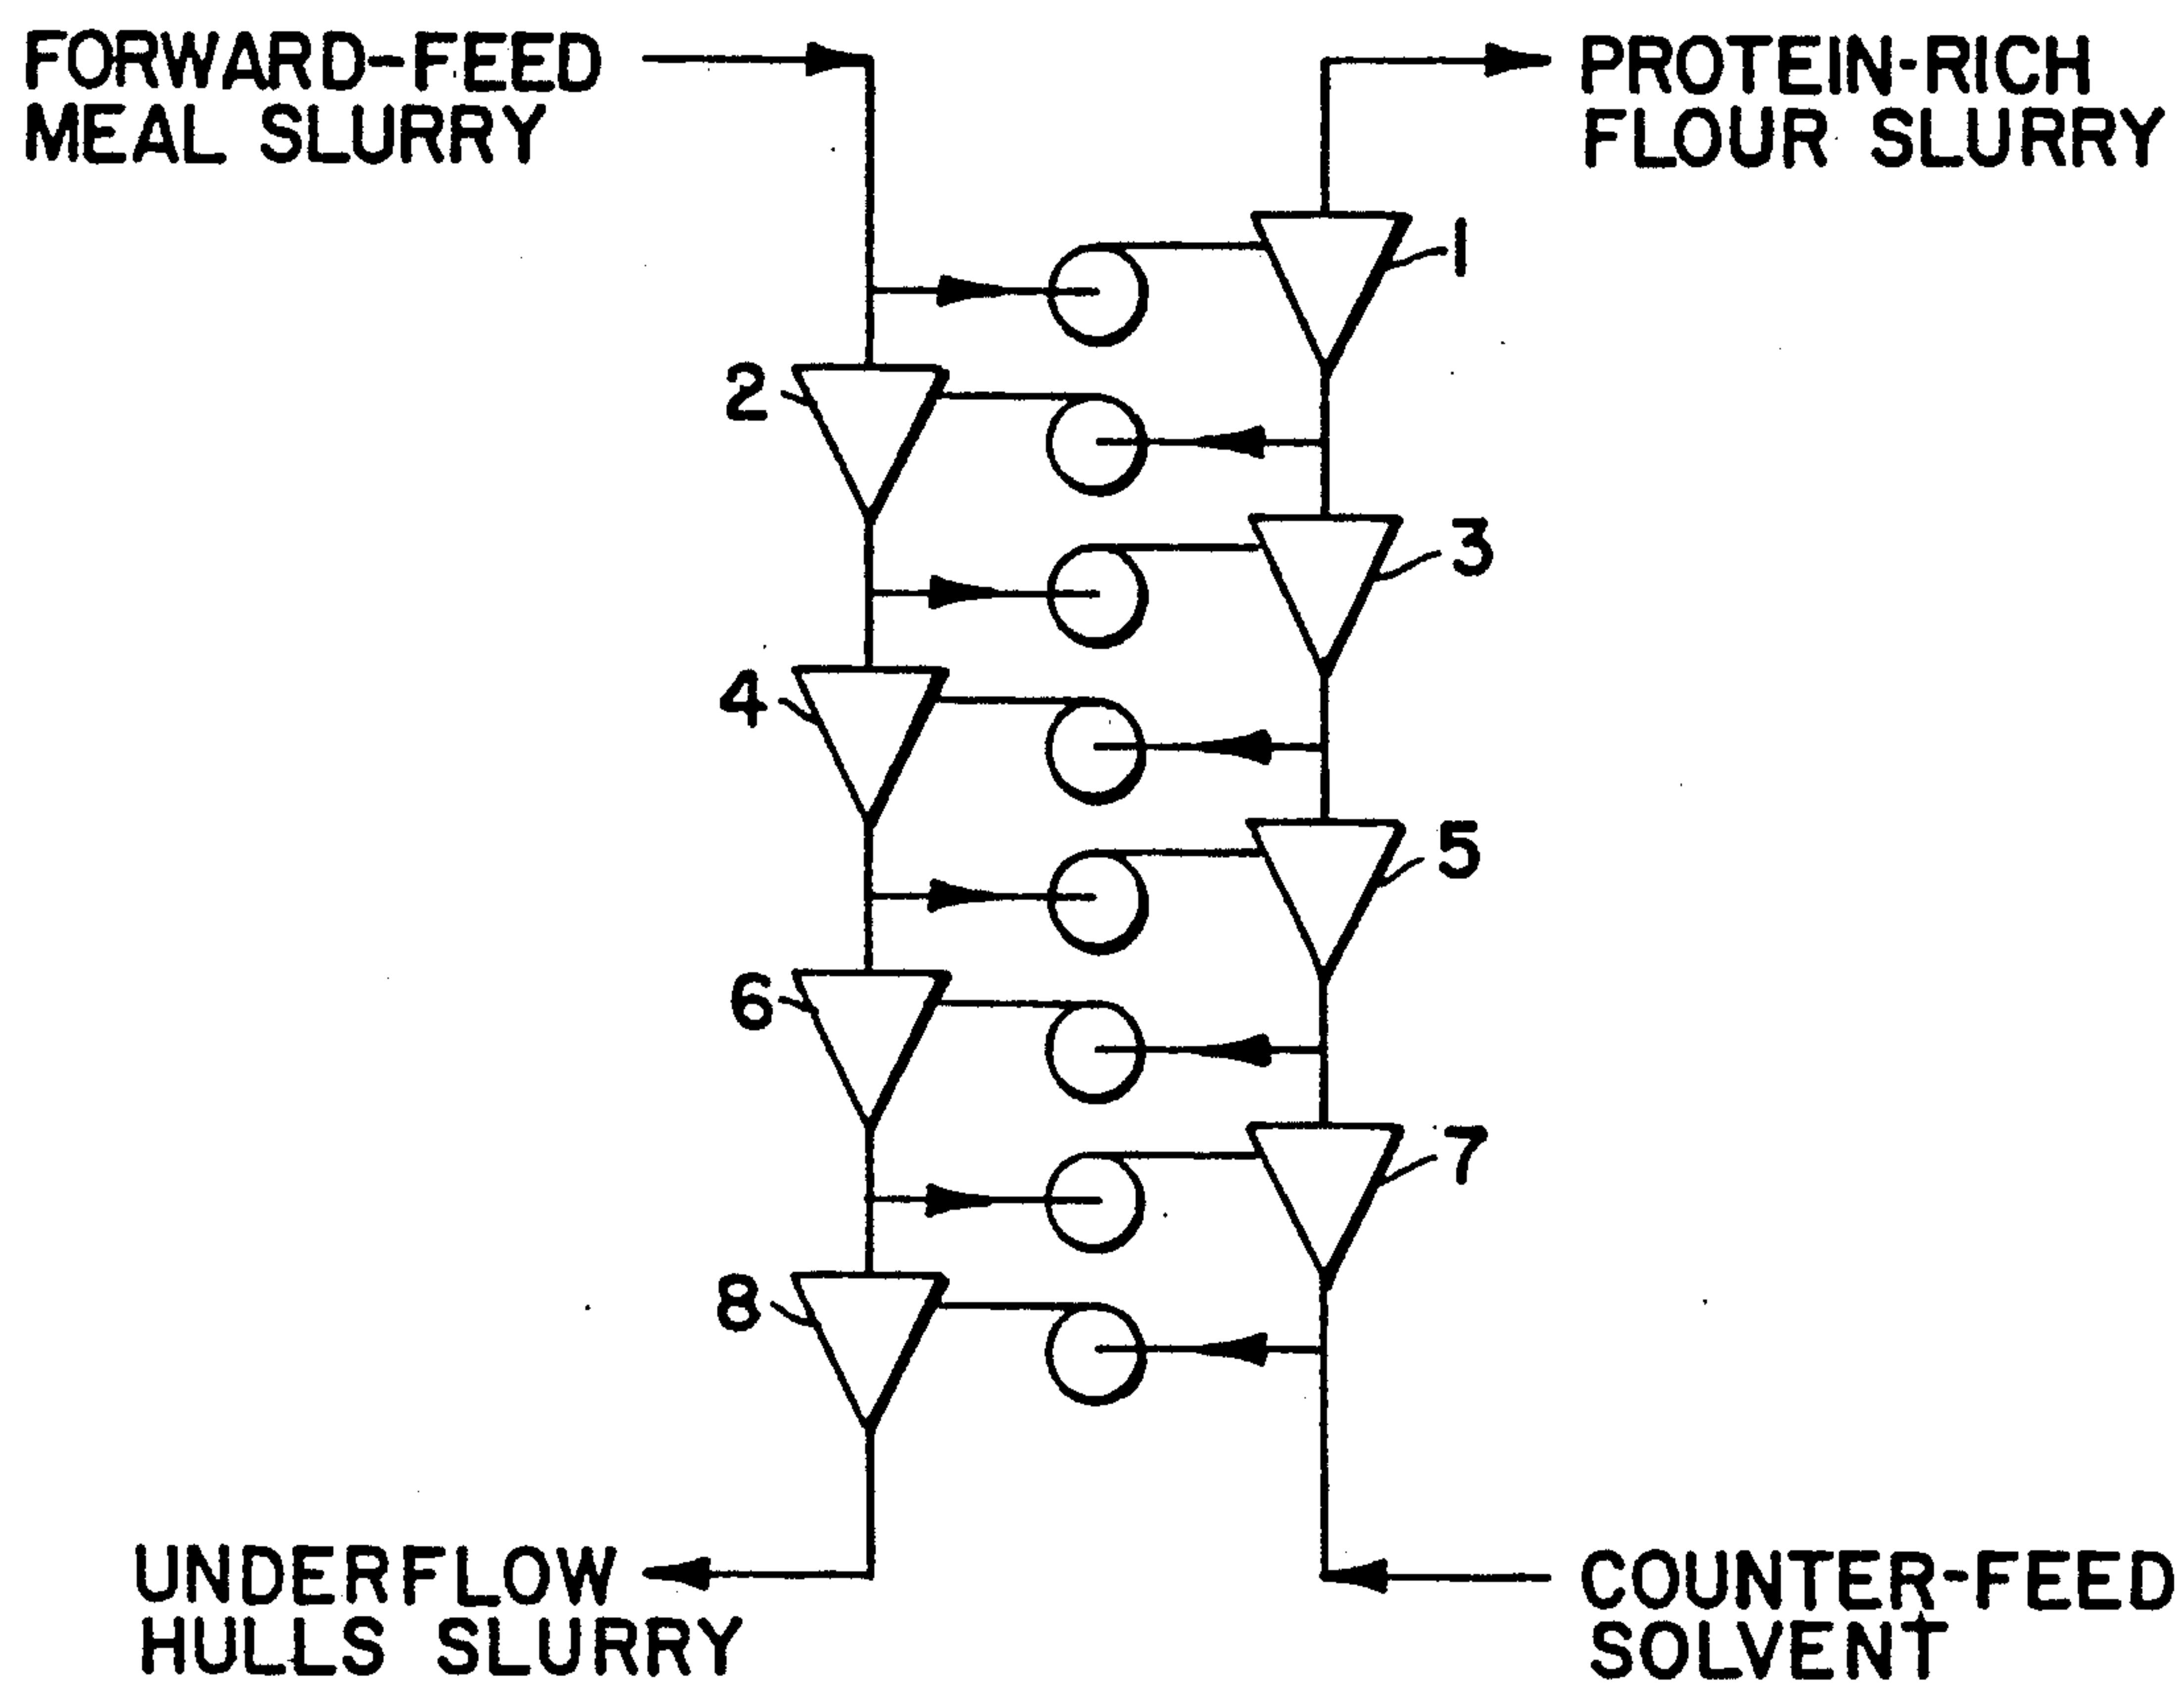 FORWARD-FEED
MEAL SLURRY
PROTEIN-RICH
FLOUR SLURRY
1
2
3
4
5
6
7
8
UNDERFLOW
HULLS SLURRY
COUNTER-FEED
SOLVENT